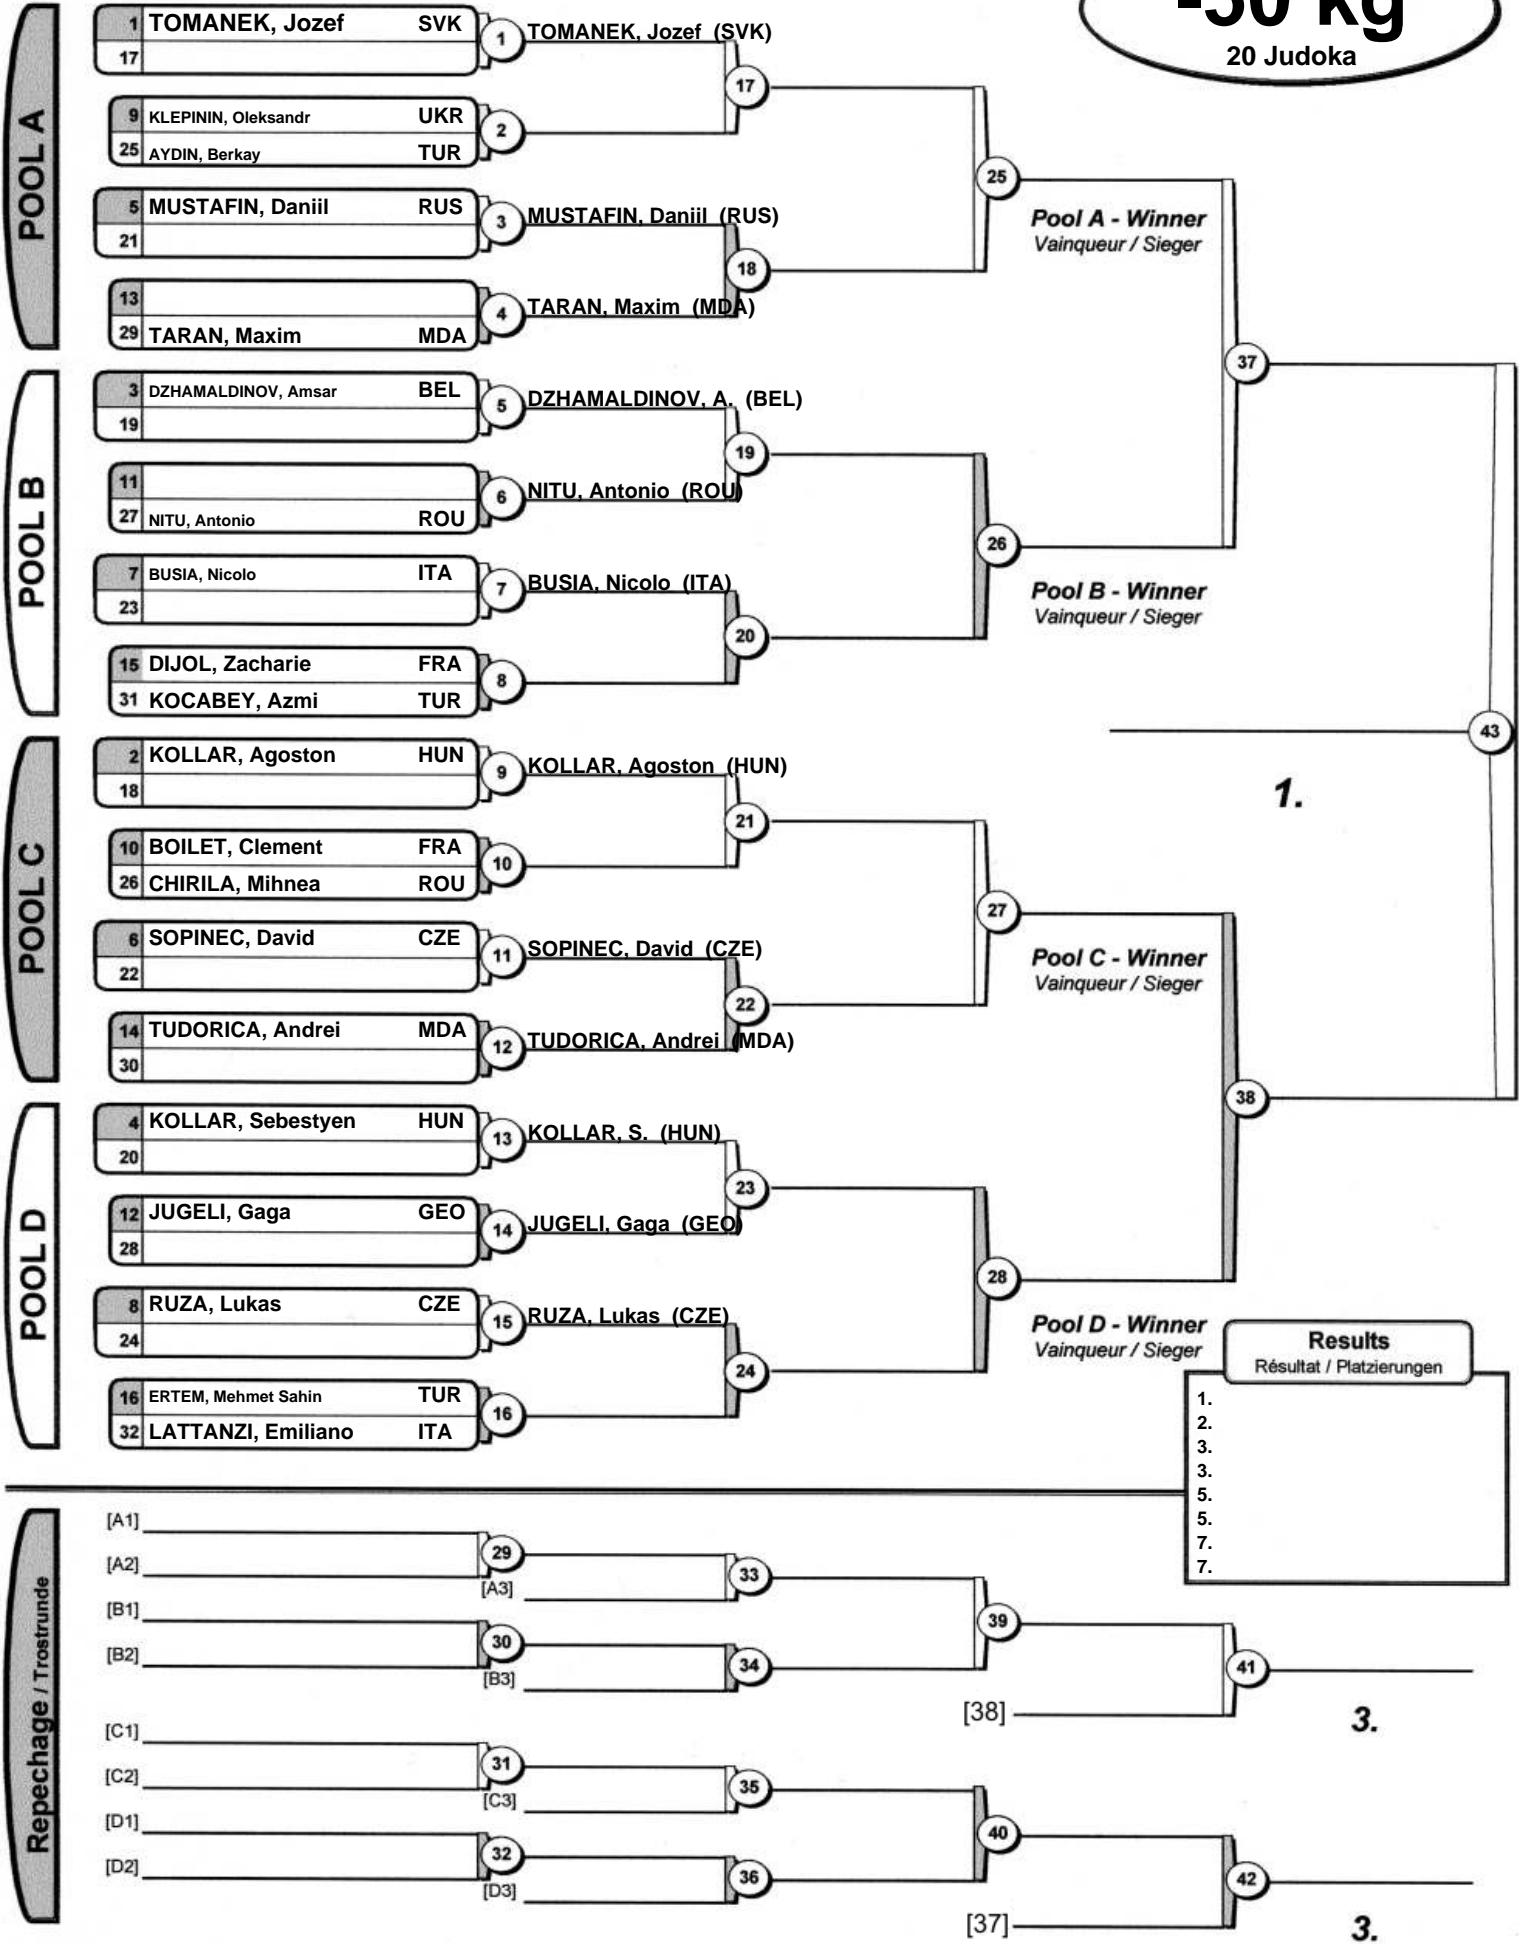 -50 kg
20 Judoka
POOL A
1 TOMANEK, Jozef SVK
17
1 TOMANEK, Jozef (SVK)
17
9 KLEPININ, Oleksandr UKR
25 AYDIN, Berkay TUR
2
25
5 MUSTAFIN, Daniil RUS
21
3 MUSTAFIN, Daniil (RUS)
Pool A - Winner
Vainqueur / Sieger
18
13
29 TARAN, Maxim MDA
4 TARAN, Maxim (MDA)
37
POOL B
3 DZHAMALDINOV, Amsar BEL
19
5 DZHAMALDINOV, A. (BEL)
19
11
27 NITU, Antonio ROU
6 NITU, Antonio (ROU)
26
7 BUSIA, Nicolo ITA
23
7 BUSIA, Nicolo (ITA)
Pool B - Winner
Vainqueur / Sieger
20
15 DIJOL, Zacharie FRA
31 KOCABEY, Azmi TUR
8
43
1.
POOL C
2 KOLLAR, Agoston HUN
18
9 KOLLAR, Agoston (HUN)
21
10 BOILET, Clement FRA
26 CHIRILA, Mihnea ROU
10
27
6 SOPINEC, David CZE
22
11 SOPINEC, David (CZE)
Pool C - Winner
Vainqueur / Sieger
22
14 TUDORICA, Andrei MDA
30
12 TUDORICA, Andrei (MDA)
38
POOL D
4 KOLLAR, Sebestyen HUN
20
13 KOLLAR, S. (HUN)
23
12 JUGELI, Gaga GEO
28
14 JUGELI, Gaga (GEO)
28
8 RUZA, Lukas CZE
24
15 RUZA, Lukas (CZE)
Pool D - Winner
Vainqueur / Sieger
24
16 ERTEM, Mehmet Sahin TUR
32 LATTANZI, Emiliano ITA
16
Results
Résultat / Platzierungen
1.
2.
3.
3.
5.
5.
7.
7.
Repechage / Trostrunde
[A1]
[A2]
29
[A3]
33
[B1]
[B2]
30
[B3]
34
39
[38]
41
3.
[C1]
[C2]
31
[C3]
35
[D1]
[D2]
32
[D3]
36
40
[37]
42
3.